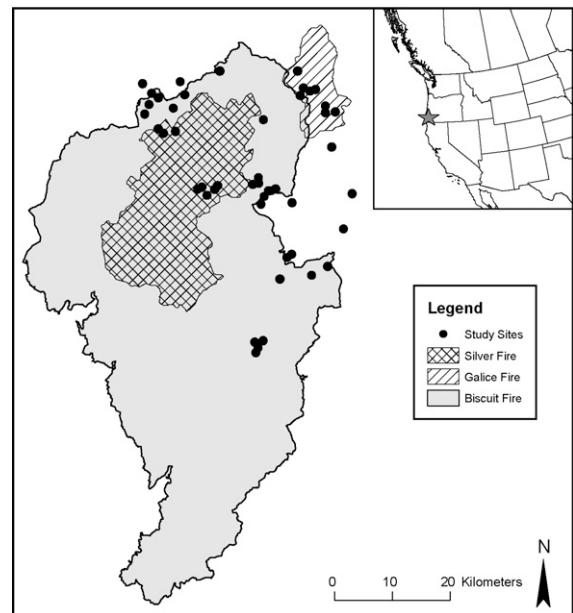 Legend
Study Sites
Silver Fire
Galice Fire
Biscuit Fire
N
0 10 20 Kilometers